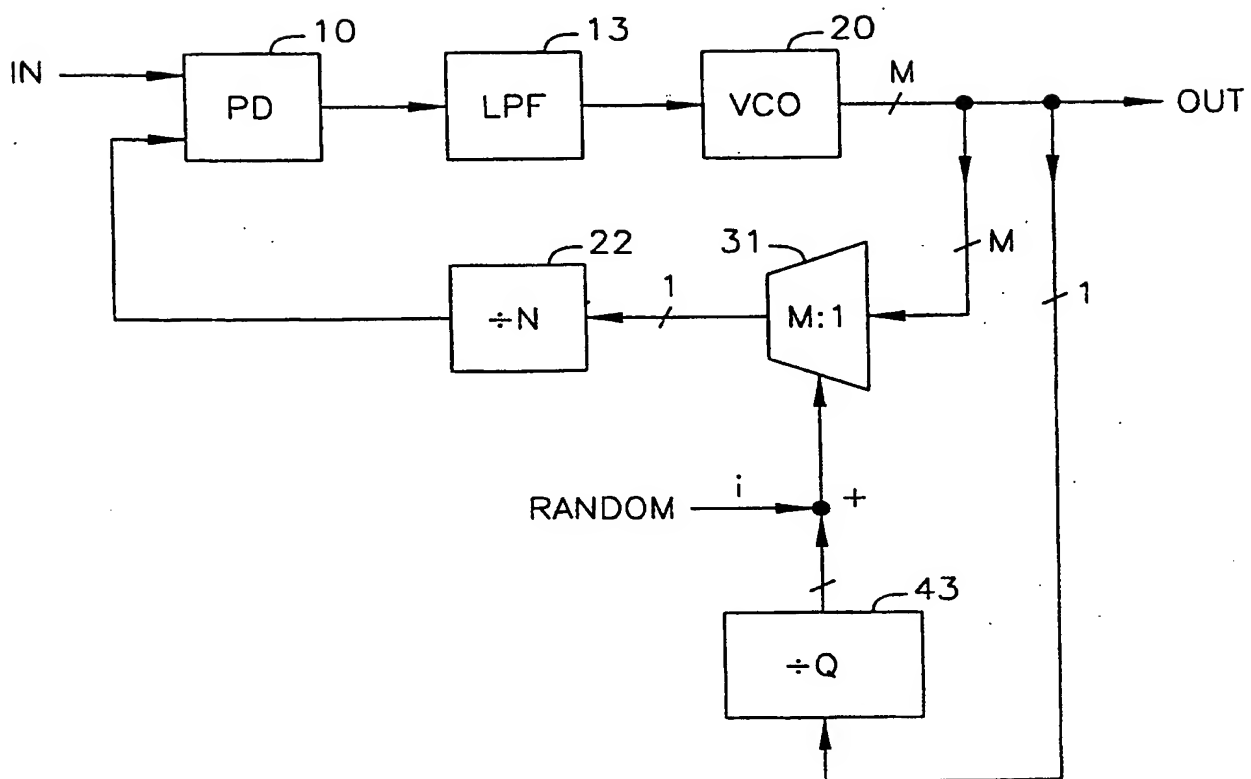 10 13 20
IN PD LPF VCO M OUT
22 31 M
÷N 1 M:1 1
RANDOM i +
43
÷Q